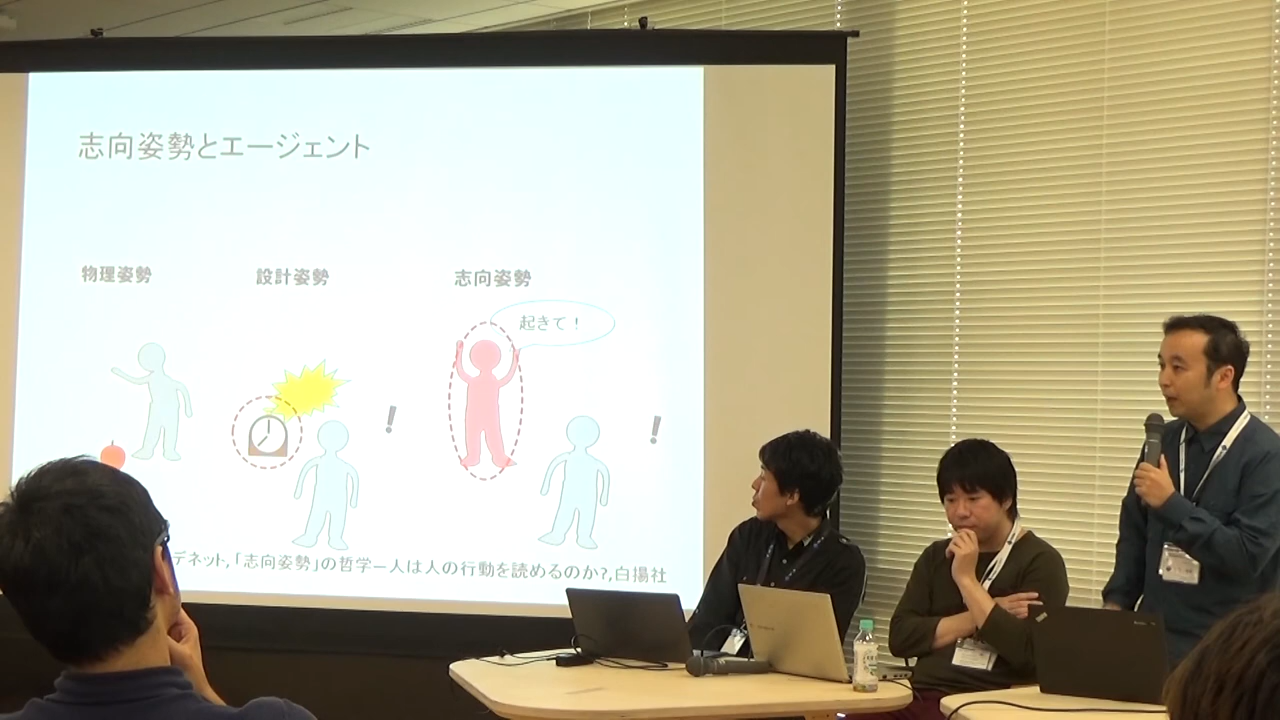 志向姿勢とエージェント
物理姿勢
設計姿勢
志向姿勢
起きて！
！
！
デネット,「志向姿勢」の哲学ー人は人の行動を読めるのか?,白揚社